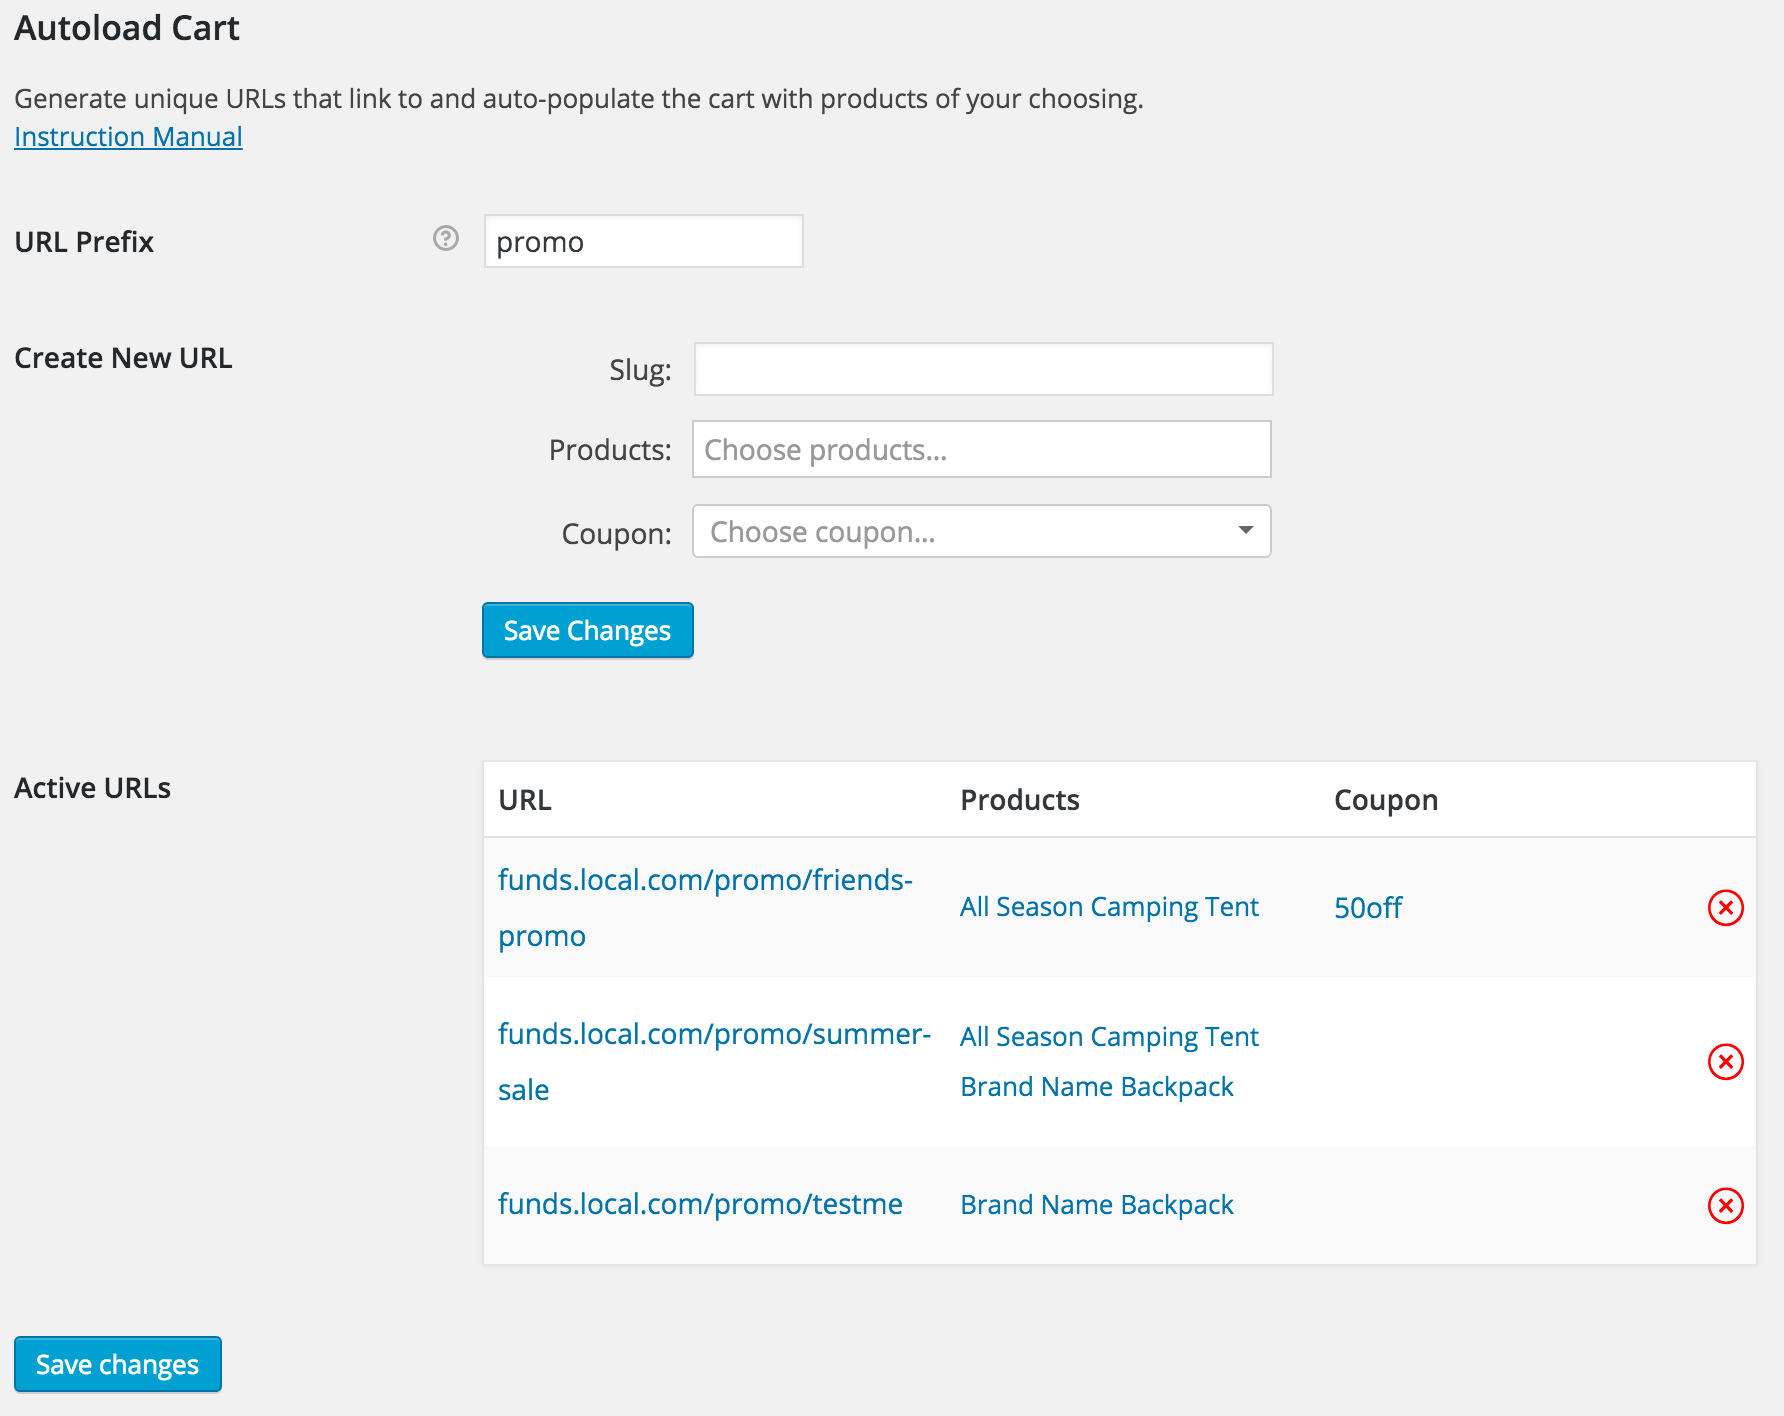 Autoload Cart
Generate unique URLs that link to and auto-populate the cart with products of your choosing.
Instruction Manual
URL Prefix
?
promo
Create New URL
Slug:
Products:
Choose products...
Coupon:
Choose coupon...
Save Changes
Active URLs
URL
Products
Coupon
funds.local.com/promo/friends-
promo
All Season Camping Tent
50off
funds.local.com/promo/summer-
sale
All Season Camping Tent
Brand Name Backpack
funds.local.com/promo/testme
Brand Name Backpack
Save changes